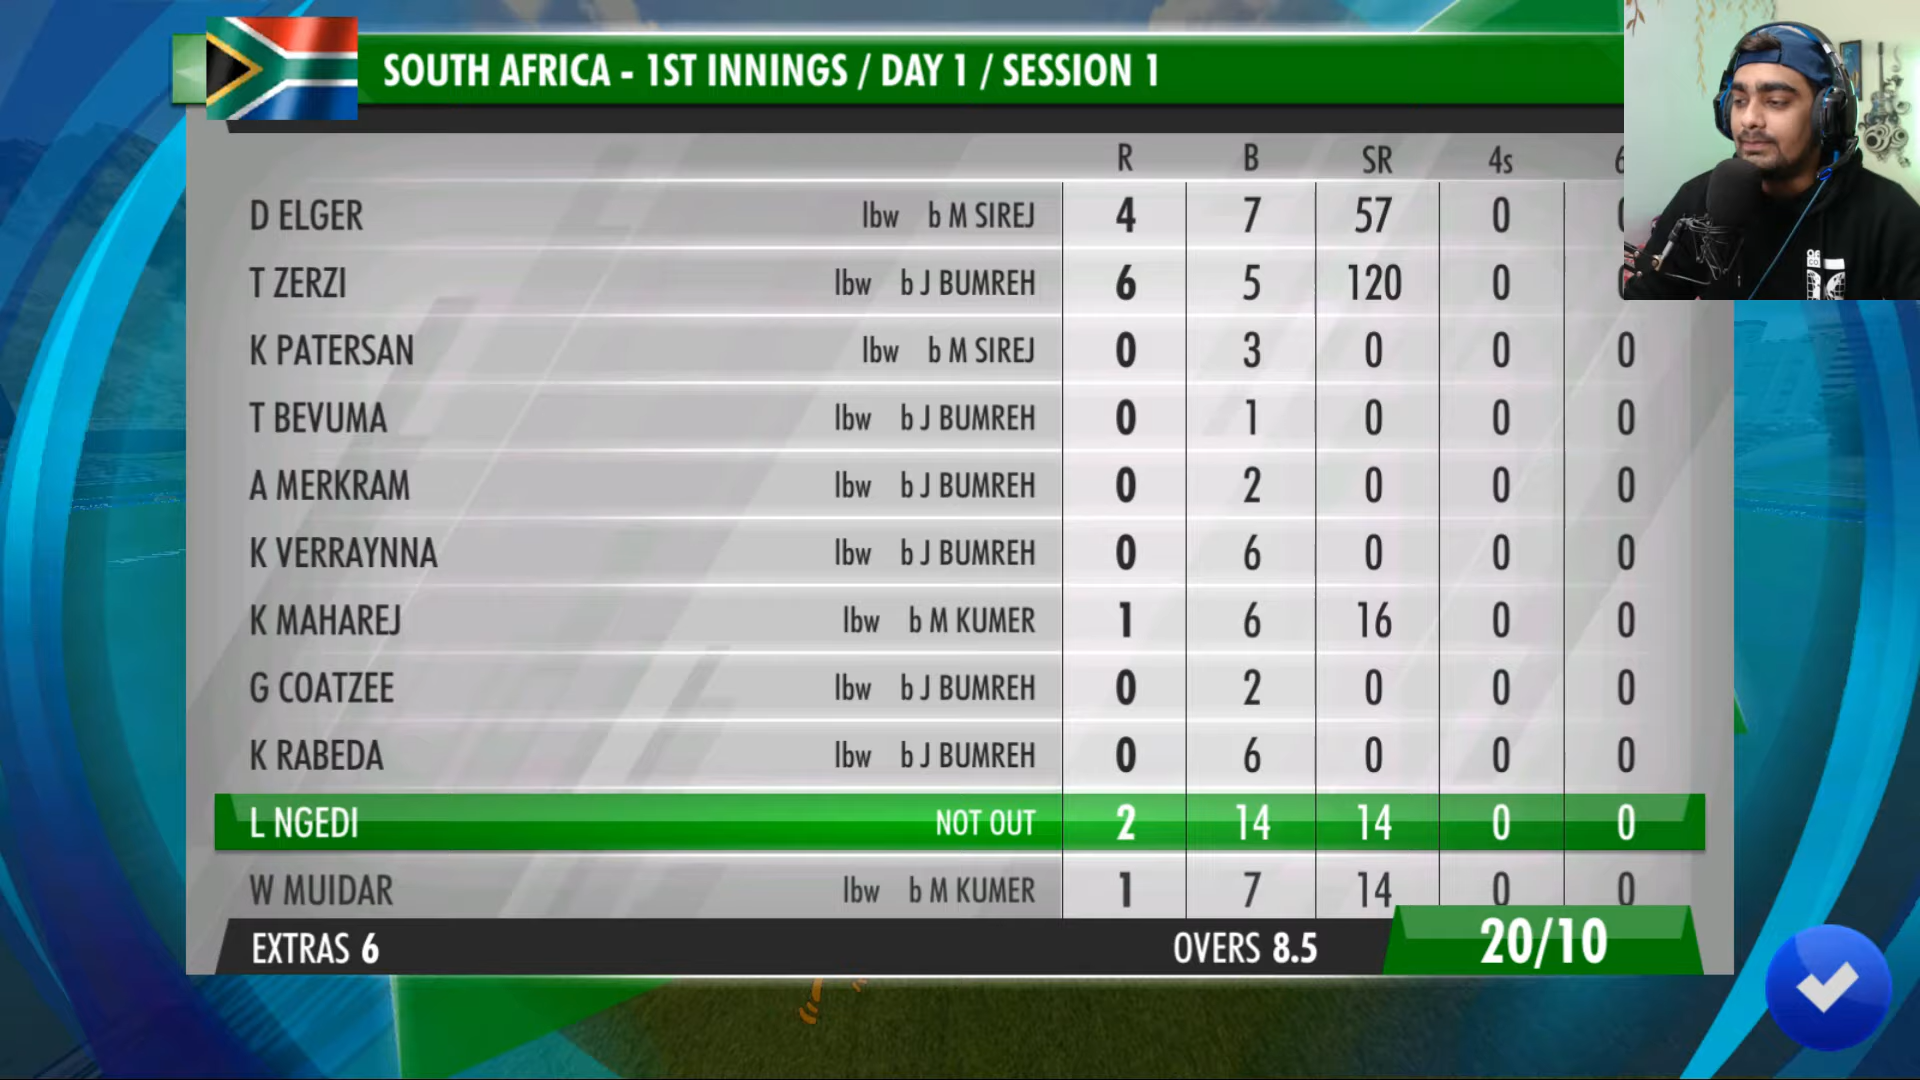 SOUTH AFRICA - 1ST INNINGS / DAY 1 / SESSION 1
R B SR 4s
D ELGER lbw b M SIREJ 4 7 57 0
T ZERZI lbw b J BUMREH 6 5 120 0
K PATERSAN lbw b M SIREJ 0 3 0 0 0
T BEVUMA lbw b J BUMREH 0 1 0 0 0
A MERKRAM lbw b J BUMREH 0 2 0 0 0
K VERRAYNNA lbw b J BUMREH 0 6 0 0 0
K MAHAREJ lbw b M KUMER 1 6 16 0 0
G COATZEE lbw b J BUMREH 0 2 0 0 0
K RABEDA lbw b J BUMREH 0 6 0 0 0
L NGEDI NOT OUT 2 14 14 0 0
W MUIDAR lbw b M KUMER 1 7 14 0 0
EXTRAS 6 OVERS 8.5 20/10